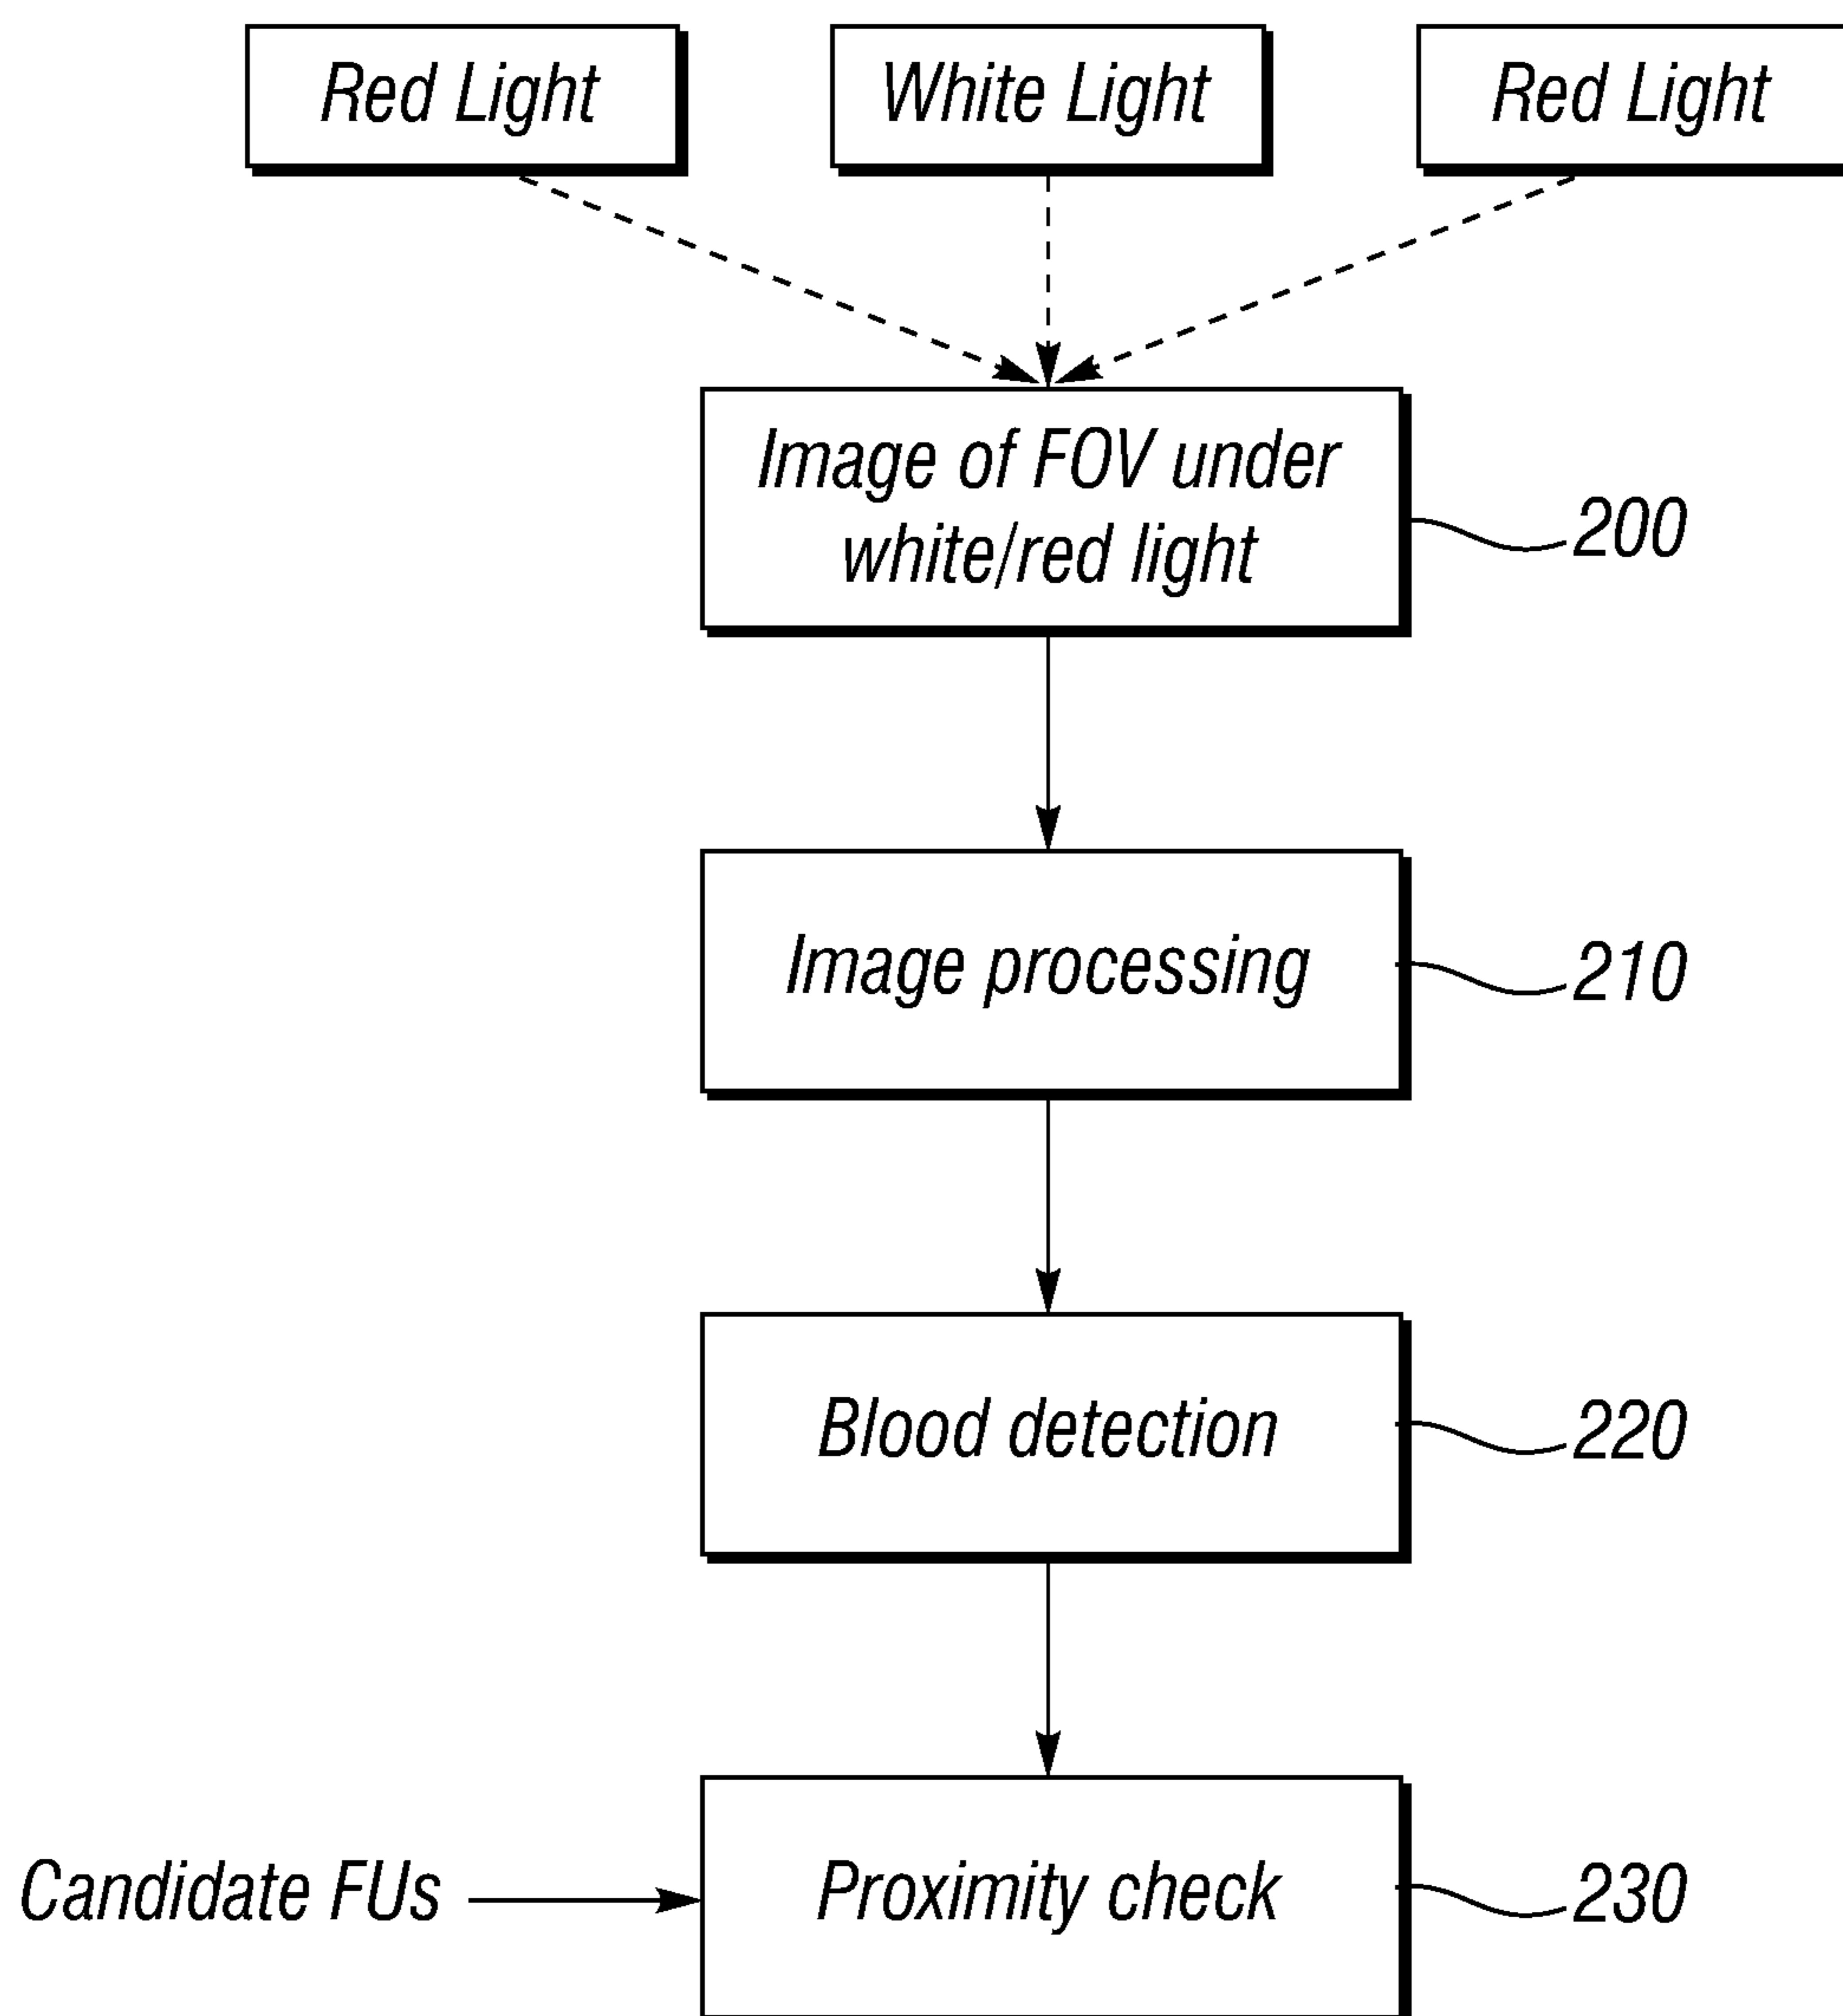 Red Light
White Light
Red Light
Image of FOV under
white/red light
200
Image processing
210
Blood detection
220
Candidate FUs
Proximity check
230